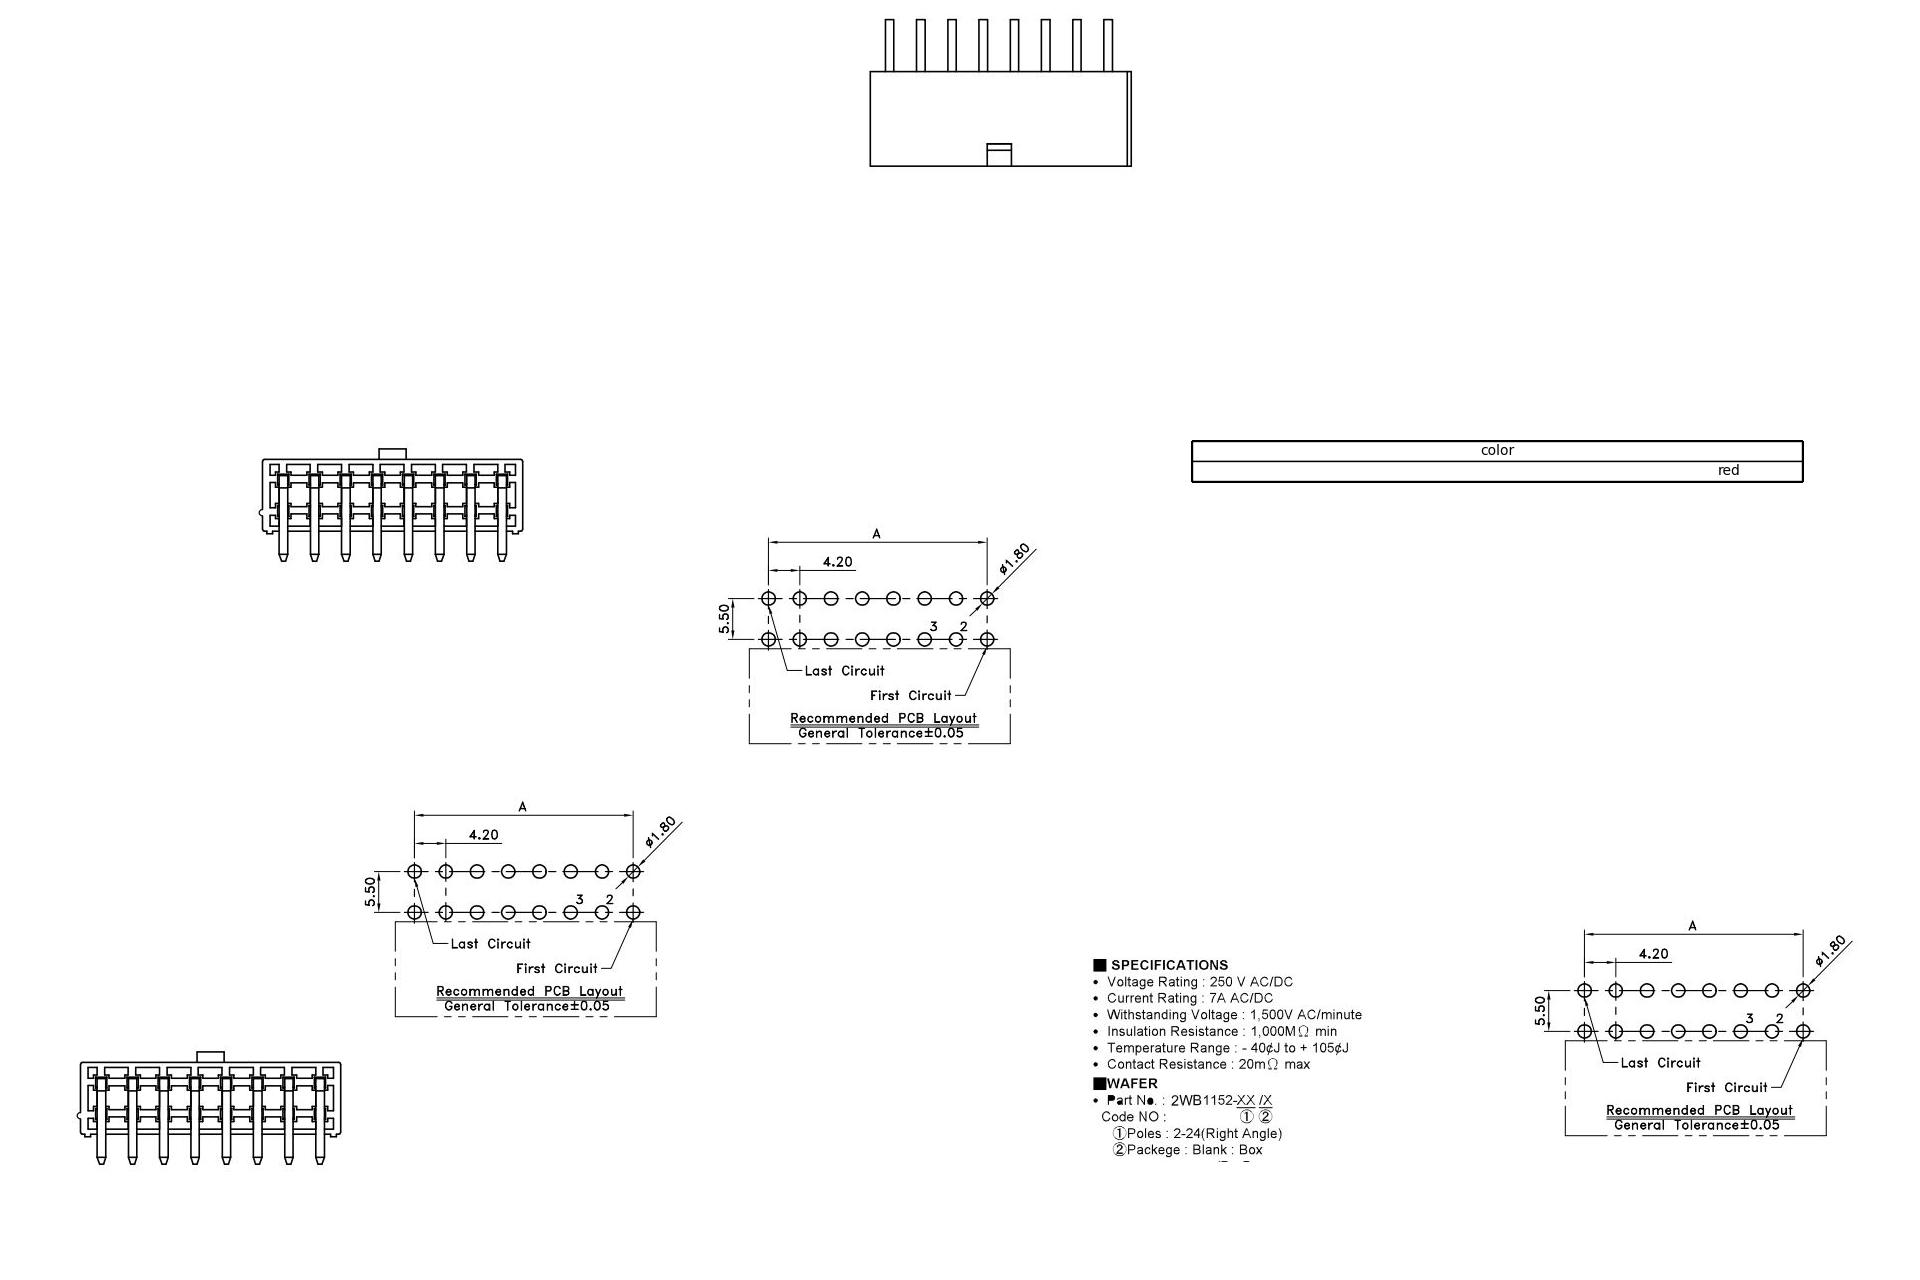 color
red
A
4.20
ø1.80
5.50
3 2
Last Circuit
First Circuit
Recommended PCB Layout
General Tolerance±0.05
A
4.20
ø1.80
5.50
3 2
Last Circuit
First Circuit
Recommended PCB Layout
General Tolerance±0.05
A
4.20
ø1.80
5.50
3 2
Last Circuit
First Circuit
Recommended PCB Layout
General Tolerance±0.05
■ SPECIFICATIONS
• Voltage Rating : 250 V AC/DC
• Current Rating : 7A AC/DC
• Withstanding Voltage : 1,500V AC/minute
• Insulation Resistance : 1,000MΩ min
• Temperature Range : - 40¢J to + 105¢J
• Contact Resistance : 20mΩ max
■WAFER
• Part No. : 2WB1152-XX /X
Code NO : ① ②
①Poles : 2-24(Right Angle)
②Packege : Blank : Box